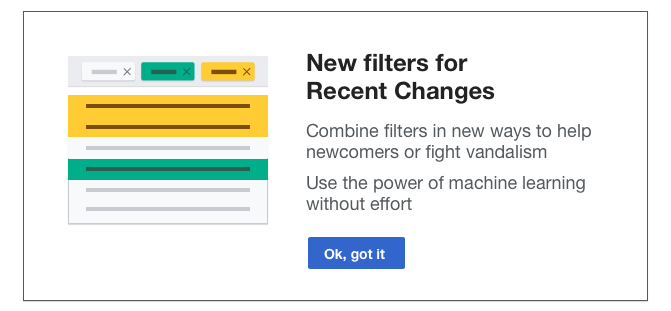 New filters for
Recent Changes
Combine filters in new ways to help
newcomers or fight vandalism
Use the power of machine learning
without effort
Ok, got it